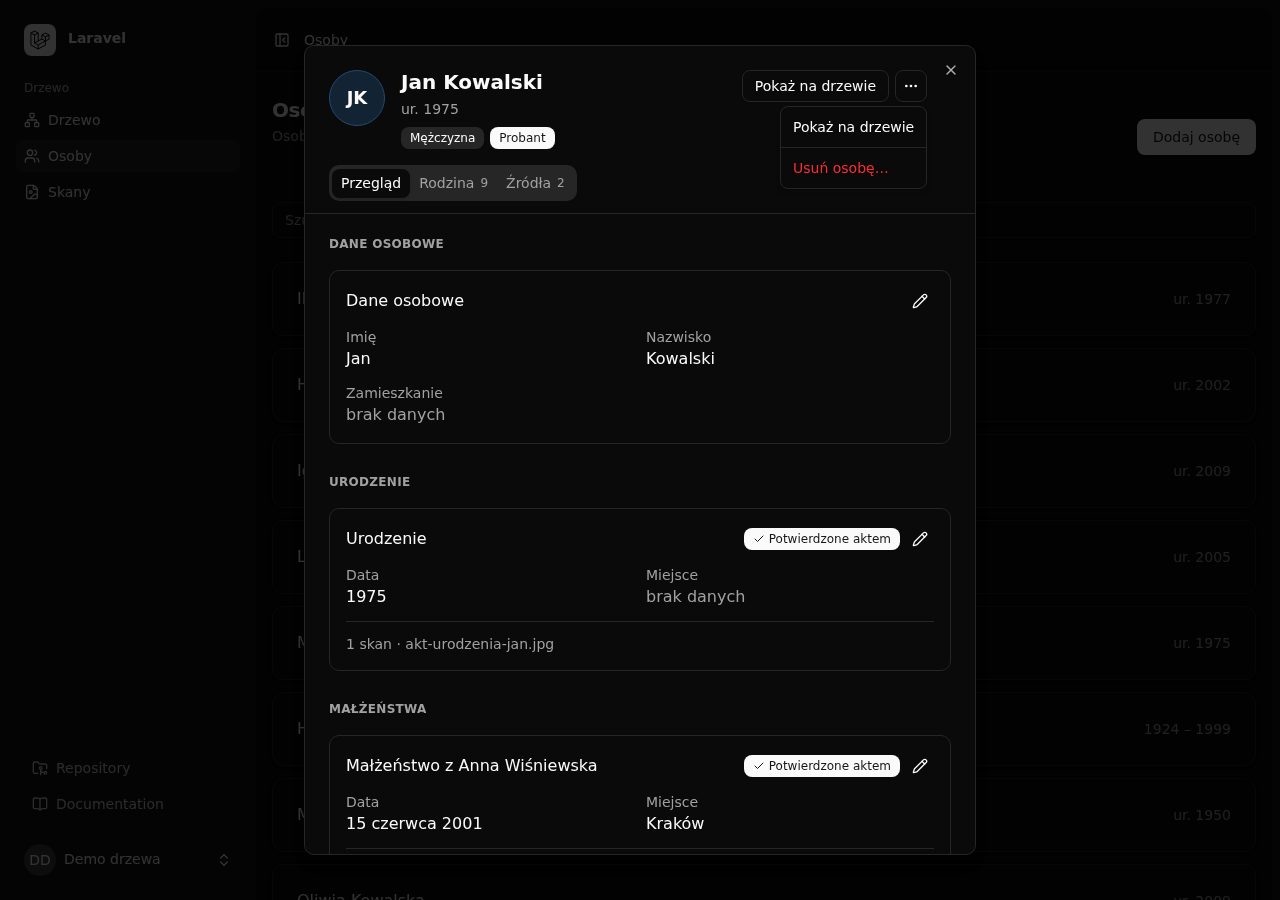 Laravel
Drzewo
Drzewo
Osoby
Skany
Repository
Documentation
DD
Demo drzewa
Osoby
Dodaj osobę
ur. 1977
ur. 2002
ur. 2009
ur. 2005
ur. 1975
1924 – 1999
ur. 1950
Oliwia Kowalska
ur. 2009
JK
Jan Kowalski
ur. 1975
Mężczyzna
Probant
Pokaż na drzewie
Pokaż na drzewie
Usuń osobę...
Przegląd
Rodzina 9
Źródła 2
DANE OSOBOWE
Dane osobowe
Imię
Nazwisko
Jan
Kowalski
Zamieszkanie
brak danych
URODZENIE
Urodzenie
Potwierdzone aktem
Data
Miejsce
1975
brak danych
1 skan · akt-urodzenia-jan.jpg
MAŁŻEŃSTWA
Małżeństwo z Anna Wiśniewska
Potwierdzone aktem
Data
Miejsce
15 czerwca 2001
Kraków